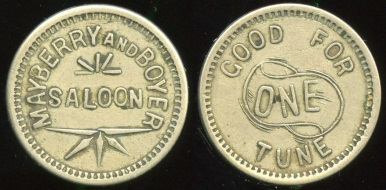 MAYBERRY AND BOYER
SALOON
GOOD FOR
ONE
TUNE